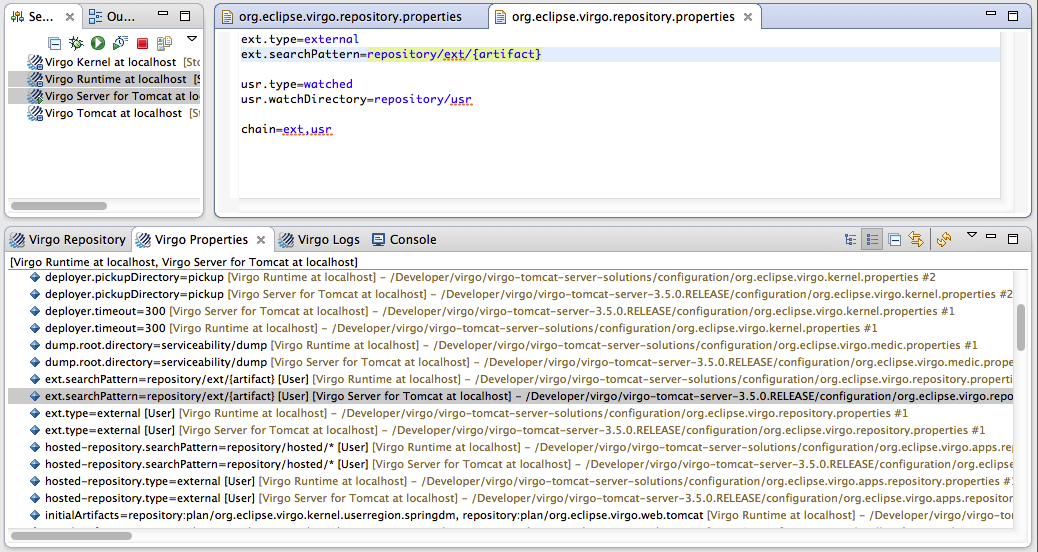 Se...
Ou...
Virgo Kernel at localhost [Sto
Virgo Runtime at localhost [S
Virgo Server for Tomcat at lo
Virgo Tomcat at localhost [St
org.eclipse.virgo.repository.properties
org.eclipse.virgo.repository.properties
ext.type=external
ext.searchPattern=repository/ext/{artifact}
usr.type=watched
usr.watchDirectory=repository/usr
chain=ext,usr
Virgo Repository
Virgo Properties
Virgo Logs
Console
[Virgo Runtime at localhost, Virgo Server for Tomcat at localhost]
deployer.pickupDirectory=pickup [Virgo Runtime at localhost] - /Developer/virgo/virgo-tomcat-server-solutions/configuration/org.eclipse.virgo.kernel.properties #2
deployer.pickupDirectory=pickup [Virgo Server for Tomcat at localhost] - /Developer/virgo/virgo-tomcat-server-3.5.0.RELEASE/configuration/org.eclipse.virgo.kernel.properties #2
deployer.timeout=300 [Virgo Server for Tomcat at localhost] - /Developer/virgo/virgo-tomcat-server-3.5.0.RELEASE/configuration/org.eclipse.virgo.kernel.properties #1
deployer.timeout=300 [Virgo Runtime at localhost] - /Developer/virgo/virgo-tomcat-server-solutions/configuration/org.eclipse.virgo.kernel.properties #1
dump.root.directory=serviceability/dump [Virgo Runtime at localhost] - /Developer/virgo/virgo-tomcat-server-solutions/configuration/org.eclipse.virgo.medic.properties #1
dump.root.directory=serviceability/dump [Virgo Server for Tomcat at localhost] - /Developer/virgo/virgo-tomcat-server-3.5.0.RELEASE/configuration/org.eclipse.virgo.medic.prope
ext.searchPattern=repository/ext/{artifact} [User] [Virgo Runtime at localhost] - /Developer/virgo/virgo-tomcat-server-solutions/configuration/org.eclipse.virgo.repository.properti
ext.searchPattern=repository/ext/{artifact} [User] [Virgo Server for Tomcat at localhost] - /Developer/virgo/virgo-tomcat-server-3.5.0.RELEASE/configuration/org.eclipse.virgo.repo
ext.type=external [User] [Virgo Runtime at localhost] - /Developer/virgo/virgo-tomcat-server-solutions/configuration/org.eclipse.virgo.repository.properties #1
ext.type=external [User] [Virgo Server for Tomcat at localhost] - /Developer/virgo/virgo-tomcat-server-3.5.0.RELEASE/configuration/org.eclipse.virgo.repository.properties #1
hosted-repository.searchPattern=repository/hosted/* [User] [Virgo Runtime at localhost] - /Developer/virgo/virgo-tomcat-server-solutions/configuration/org.eclipse.virgo.apps.rep
hosted-repository.searchPattern=repository/hosted/* [User] [Virgo Server for Tomcat at localhost] - /Developer/virgo/virgo-tomcat-server-3.5.0.RELEASE/configuration/org.eclipse
hosted-repository.type=external [User] [Virgo Runtime at localhost] - /Developer/virgo/virgo-tomcat-server-solutions/configuration/org.eclipse.virgo.apps.repository.properties #
hosted-repository.type=external [User] [Virgo Server for Tomcat at localhost] - /Developer/virgo/virgo-tomcat-server-3.5.0.RELEASE/configuration/org.eclipse.virgo.apps.repositor
initialArtifacts=repository:plan/org.eclipse.virgo.kernel.userregion.springdm, repository:plan/org.eclipse.virgo.web.tomcat [Virgo Runtime at localhost] - /Developer/virgo/virgo-to